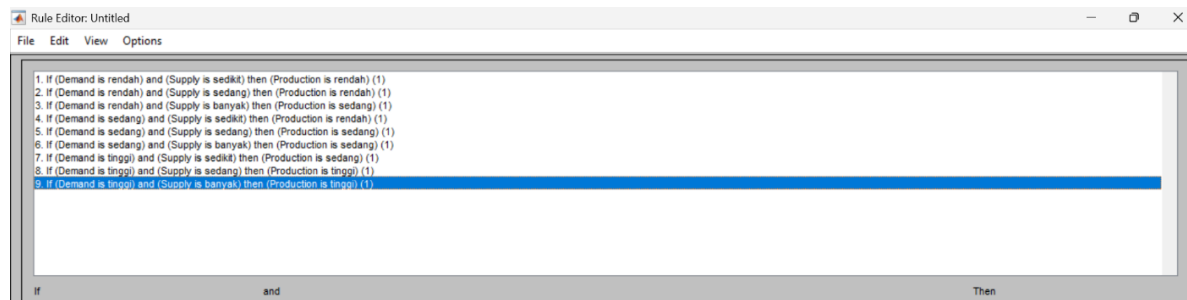 Rule Editor: Untitled
File Edit View Options
1. If (Demand is rendah) and (Supply is sedikit) then (Production is rendah) (1)
2. If (Demand is rendah) and (Supply is sedang) then (Production is rendah) (1)
3. If (Demand is rendah) and (Supply is banyak) then (Production is sedang) (1)
4. If (Demand is sedang) and (Supply is sedikit) then (Production is rendah) (1)
5. If (Demand is sedang) and (Supply is sedang) then (Production is sedang) (1)
6. If (Demand is sedang) and (Supply is banyak) then (Production is sedang) (1)
7. If (Demand is tinggi) and (Supply is sedikit) then (Production is sedang) (1)
8. If (Demand is tinggi) and (Supply is sedang) then (Production is tinggi) (1)
9. If (Demand is tinggi) and (Supply is banyak) then (Production is tinggi) (1)
If and Then